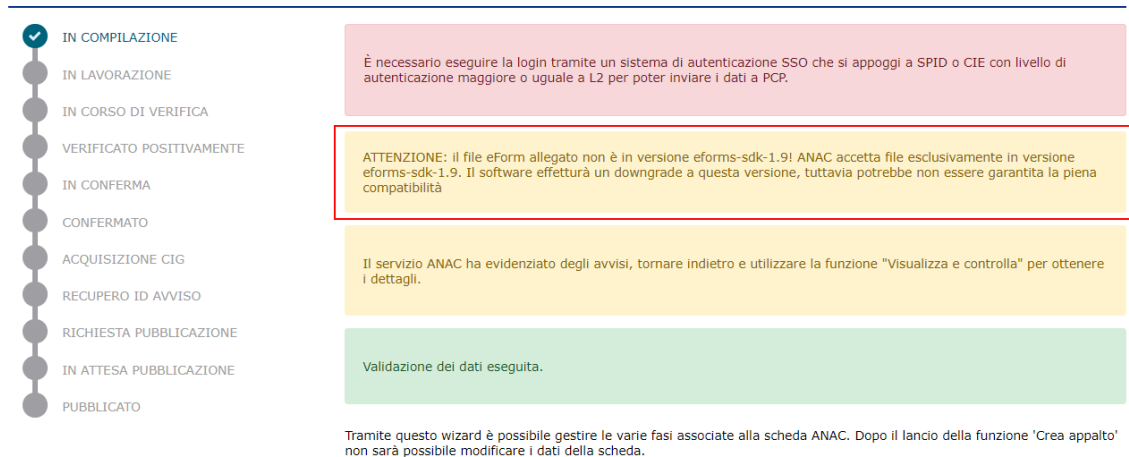 IN COMPILAZIONE
IN LAVORAZIONE
IN CORSO DI VERIFICA
VERIFICATO POSITIVAMENTE
IN CONFERMA
CONFERMATO
ACQUISIZIONE CIG
RECUPERO ID AVVISO
RICHIESTA PUBBLICAZIONE
IN ATTESA PUBBLICAZIONE
PUBBLICATO
È necessario eseguire la login tramite un sistema di autenticazione SSO che si appoggi a SPID o CIE con livello di
autenticazione maggiore o uguale a L2 per poter inviare i dati a PCP.
ATTENZIONE: il file eForm allegato non è in versione eforms-sdk-1.9! ANAC accetta file esclusivamente in versione
eforms-sdk-1.9. Il software effetturà un downgrade a questa versione, tuttavia potrebbe non essere garantita la piena
compatibilità
Il servizio ANAC ha evidenziato degli avvisi, tornare indietro e utilizzare la funzione "Visualizza e controlla" per ottenere
i dettagli.
Validazione dei dati eseguita.
Tramite questo wizard è possibile gestire le varie fasi associate alla scheda ANAC. Dopo il lancio della funzione 'Crea appalto'
non sarà possibile modificare i dati della scheda.